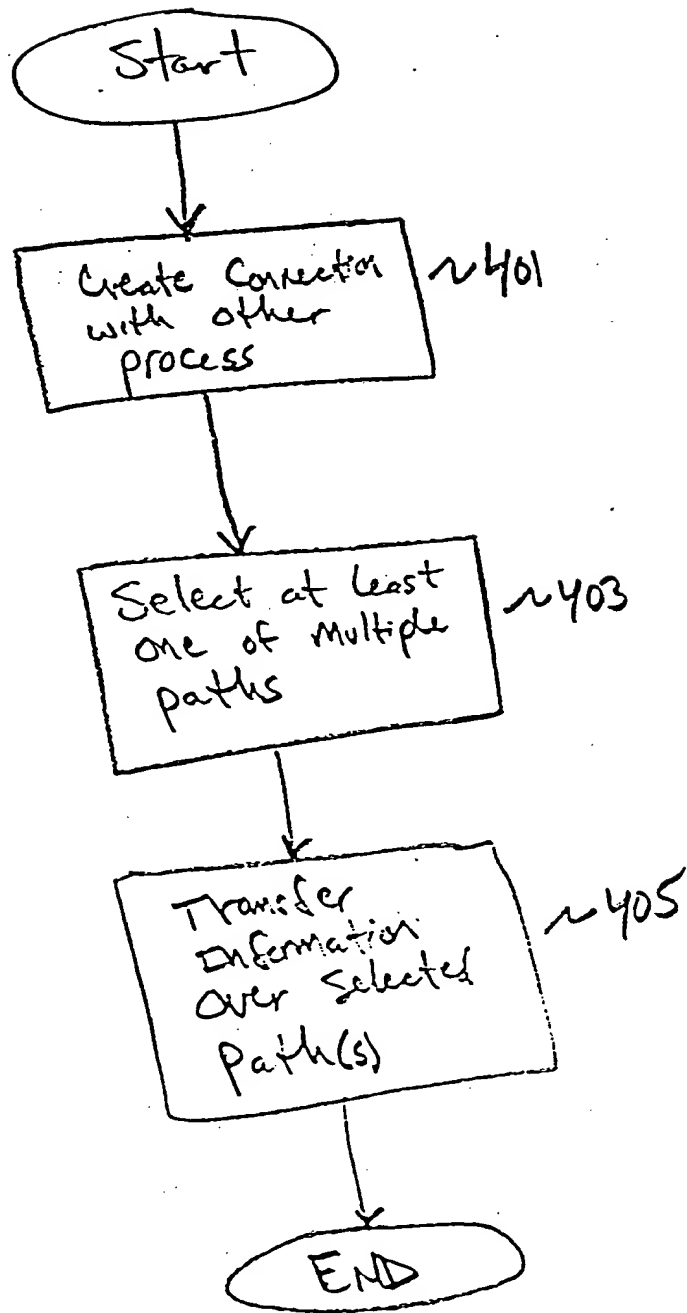 Start
Create Connection
with other
process
~401
Select at least
one of Multiple
paths
~403
Transfer
Information
Over Selected
Path(s)
~405
END